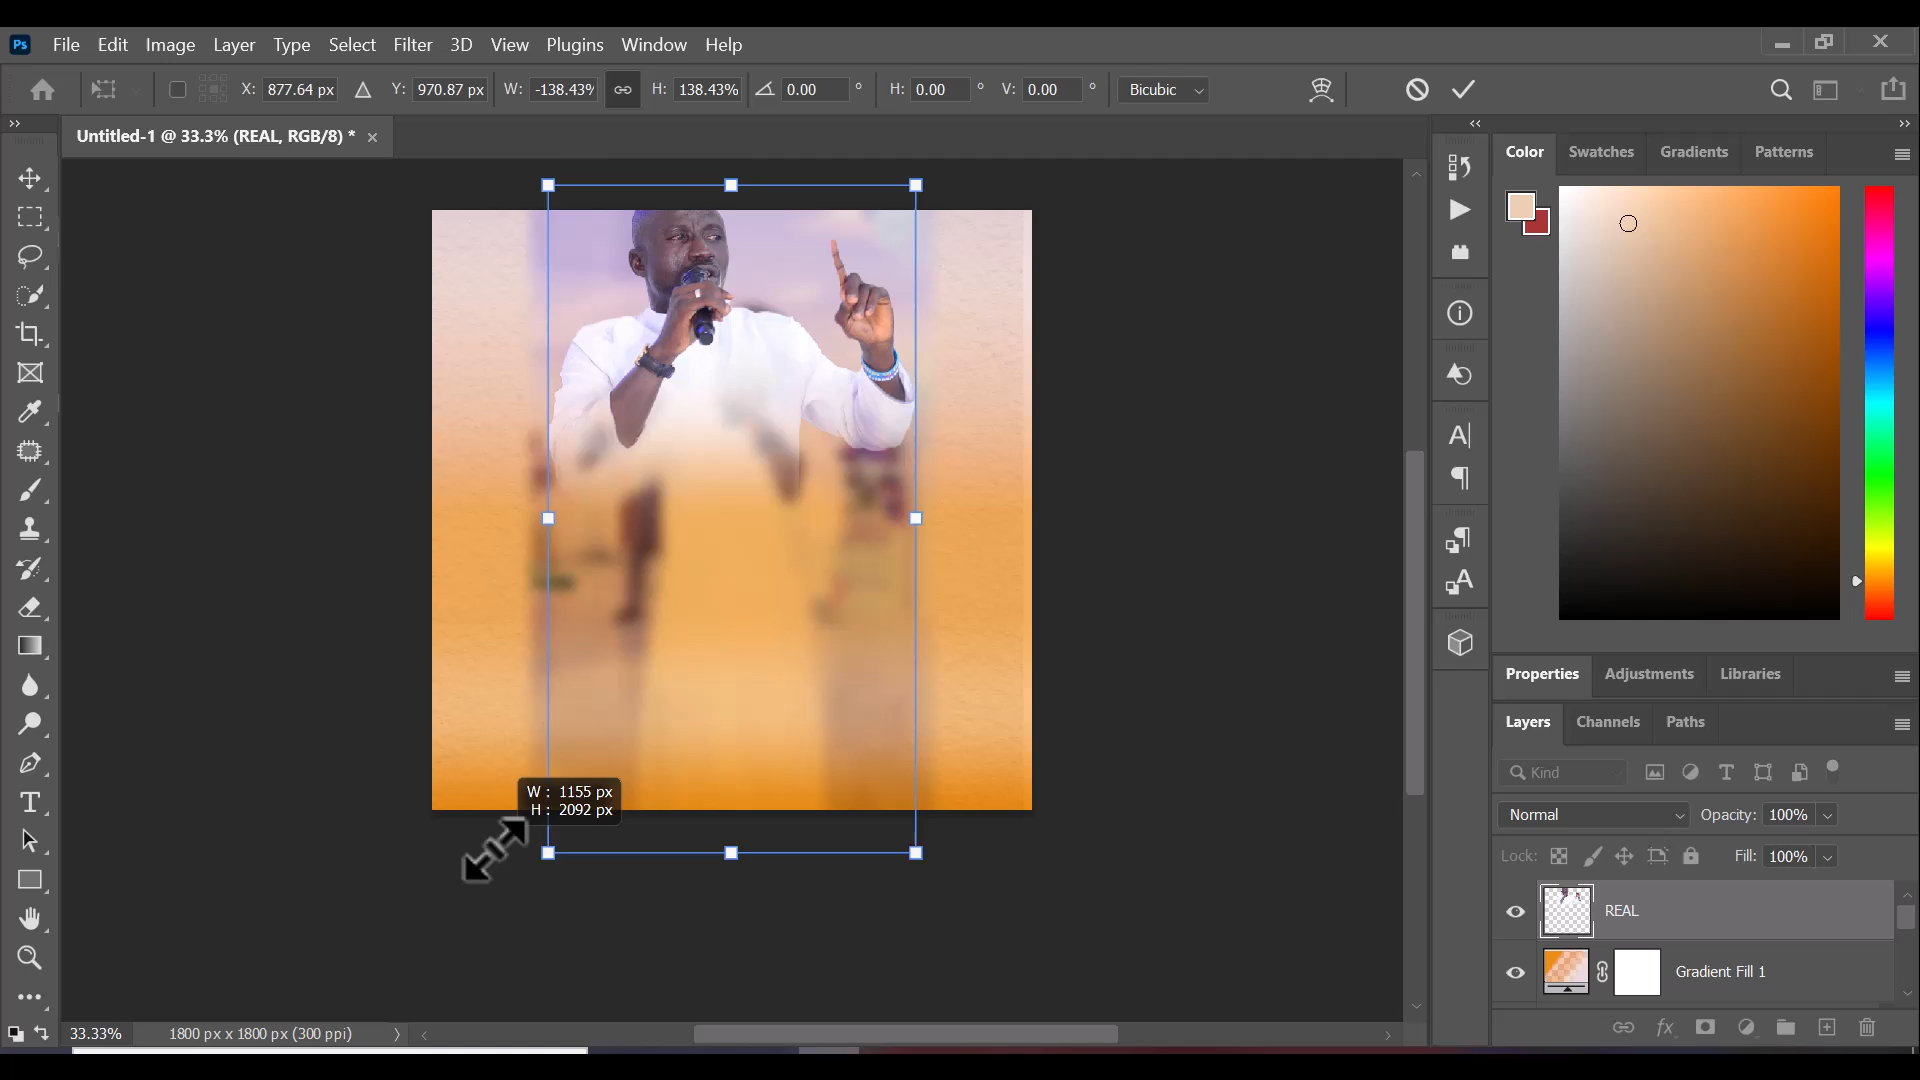 Ps File Edit Image Layer Type Select Filter 3D View Plugins Window Help
X: 877.64 px Y: 970.87 px W: -138.43% H: 138.43% 0.00 ° H: 0.00 ° V: 0.00 ° Bicubic
Untitled-1 @ 33.3% (REAL, RGB/8) *
Color Swatches Gradients Patterns
W : 1155 px
H : 2092 px
Properties Adjustments Libraries
Layers Channels Paths
Kind
Normal Opacity: 100%
Lock: Fill: 100%
REAL
Gradient Fill 1
33.33% 1800 px x 1800 px (300 ppi)